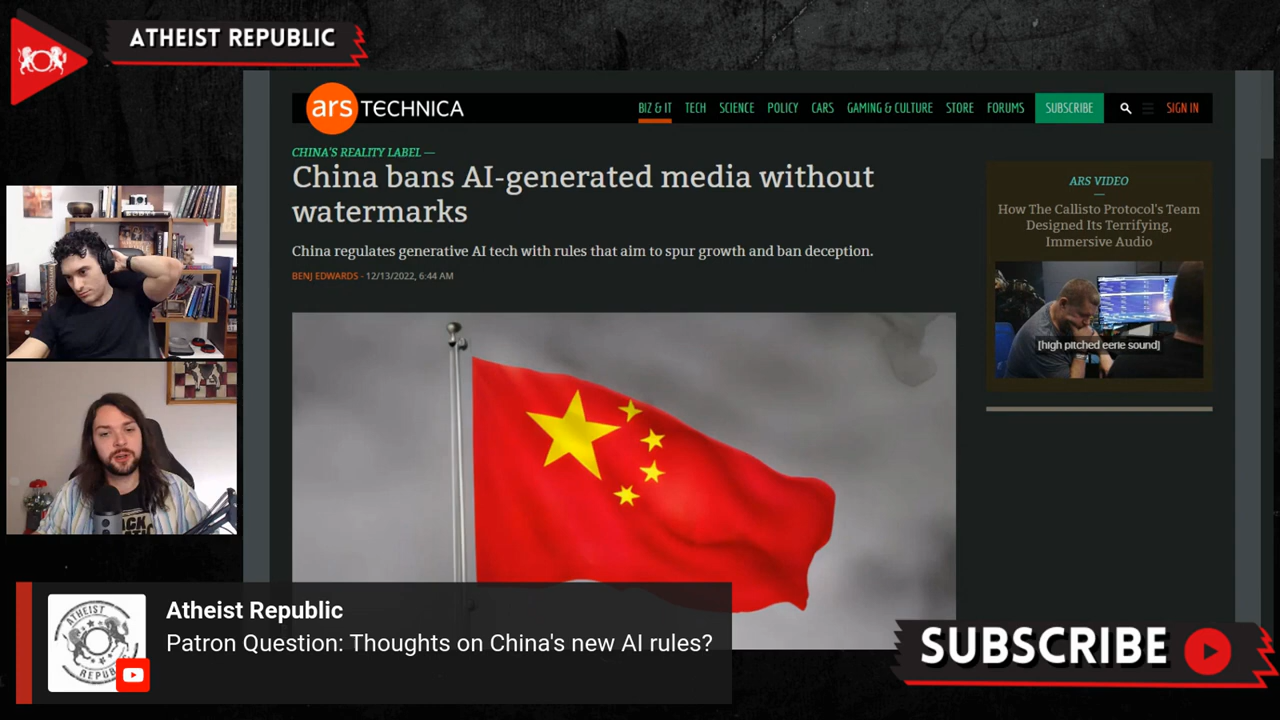 ATHEIST REPUBLIC
ars TECHNICA
BIZ & IT TECH SCIENCE POLICY CARS GAMING & CULTURE STORE FORUMS SUBSCRIBE SIGN IN
CHINA'S REALITY LABEL —
China bans AI-generated media without
watermarks
China regulates generative AI tech with rules that aim to spur growth and ban deception.
BENJ EDWARDS - 12/13/2022, 6:44 AM
ARS VIDEO
How The Callisto Protocol's Team
Designed Its Terrifying,
Immersive Audio
[high pitched eerie sound]
Atheist Republic
Patron Question: Thoughts on China's new AI rules?
ATHEIST
SUBSCRIBE